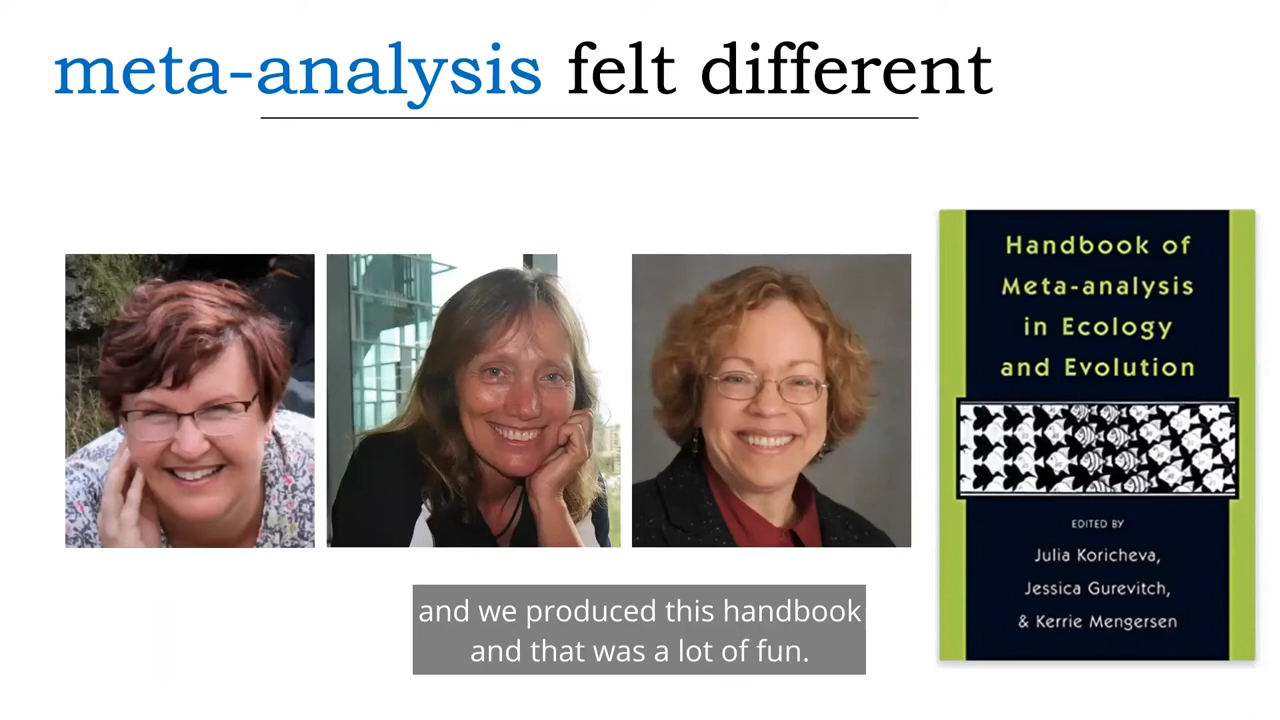 meta-analysis felt different
Handbook of
Meta-analysis
in Ecology
and Evolution
EDITED BY
Julia Koricheva,
Jessica Gurevitch,
& Kerrie Mengersen
and we produced this handbook
and that was a lot of fun.